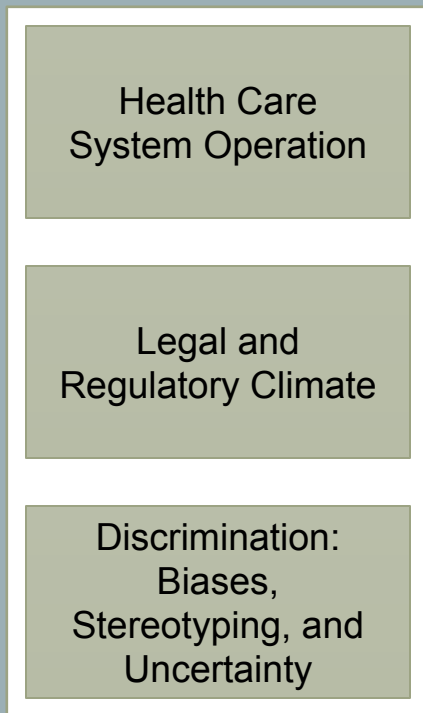 Health Care
System Operation
Legal and
Regulatory Climate
Discrimination:
Biases,
Stereotyping, and
Uncertainty